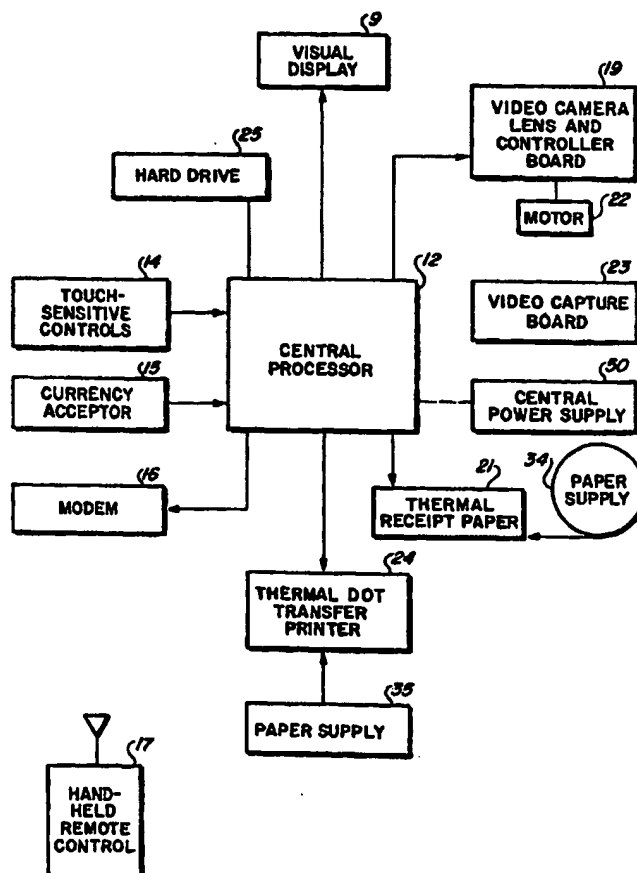 9
VISUAL
DISPLAY
19
VIDEO CAMERA
LENS AND
CONTROLLER
BOARD
25
HARD DRIVE
MOTOR
22
14
TOUCH-
SENSITIVE
CONTROLS
12
CENTRAL
PROCESSOR
23
VIDEO CAPTURE
BOARD
15
CURRENCY
ACCEPTOR
50
CENTRAL
POWER SUPPLY
16
MODEM
21
THERMAL
RECEIPT PAPER
34
PAPER
SUPPLY
24
THERMAL DOT
TRANSFER
PRINTER
35
PAPER SUPPLY
17
HAND-
HELD
REMOTE
CONTROL